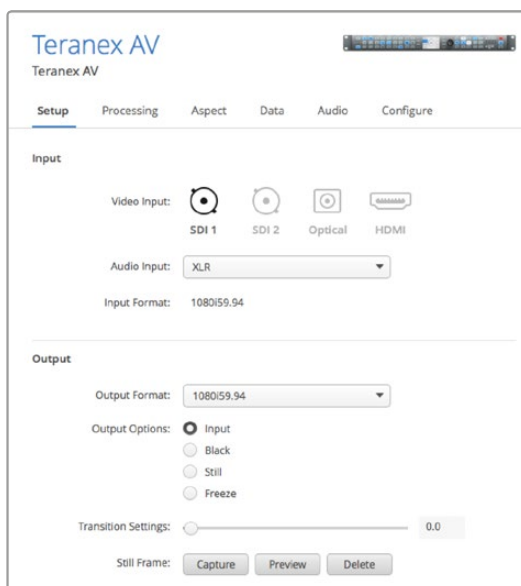 Teranex AV
Teranex AV
Setup Processing Aspect Data Audio Configure
Input
Video Input:
SDI 1 SDI 2 Optical HDMI
Audio Input: XLR
Input Format: 1080i59.94
Output
Output Format: 1080i59.94
Output Options: Input
Black
Still
Freeze
Transition Settings: 0.0
Still Frame: Capture Preview Delete